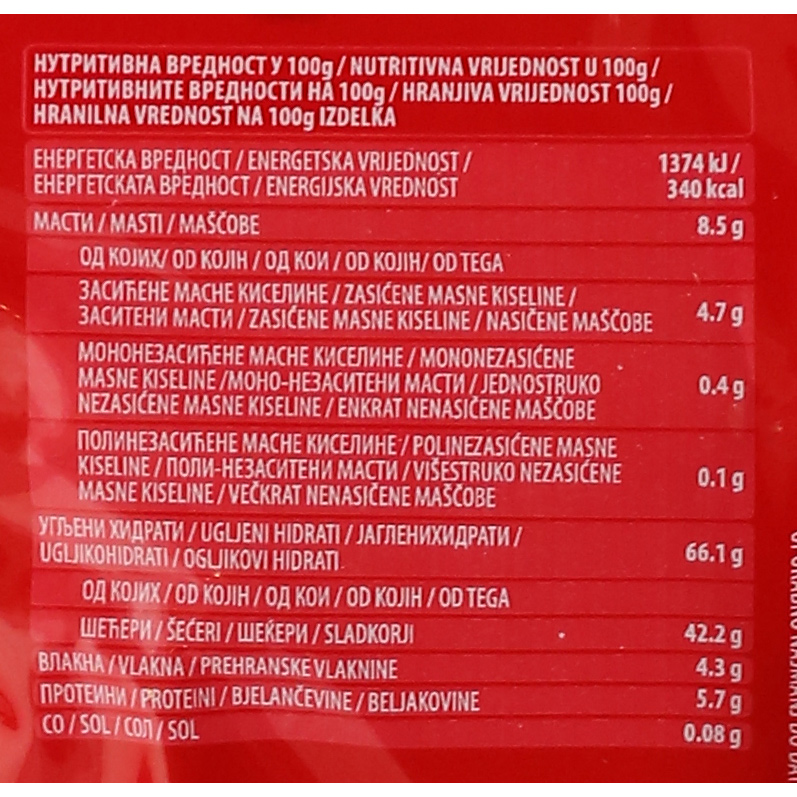 НУТРИТИВНА ВРЕДНОСТ У 100g / NUTRITIVNA VRIJEDNOST U 100g /
НУТРИТИВНИТЕ ВРЕДНОСТИ НА 100g / HRANJIVA VRIJEDNOST 100g /
HRANILNA VREDNOST NA 100g IZDELKA
ЕНЕРГЕТСКА ВРЕДНОСТ / ENERGETSKA VRIJEDNOST / 1374 kJ /
ЕНЕРГЕТСКАТА ВРЕДНОСТ / ENERGIJSKA VREDNOST 340 kcal
МАСТИ / MASTI / MAŠČOBE 8.5 g
ОД КОЈИХ/ OD KOJIH / ОД КОИ / OD KOJIH/ OD TEGA
ЗАСИЋЕНЕ МАСНЕ КИСЕЛИНЕ / ZASIĆENE MASNE KISELINE /
ЗАСИТЕНИ МАСТИ / ZASIĆENE MASNE KISELINE / NASIČENE MAŠČOBE 4.7 g
МОНОНЕЗАСИЋЕНЕ МАСНЕ КИСЕЛИНЕ / MONONEZASIĆENE
MASNE KISELINE /МОНО-НЕЗАСИТЕНИ МАСТИ / JEDNOSTRUKO 0.4 g
NEZASIĆENE MASNE KISELINE / ENKRAT NENASIČENE MAŠČOBE
ПОЛИНЕЗАСИЋЕНЕ МАСНЕ КИСЕЛИНЕ / POLINEZASIĆENE MASNE
KISELINE / ПОЛИ-НЕЗАСИТЕНИ МАСТИ / VIŠESTRUKO NEZASIĆENE 0.1 g
MASNE KISELINE / VEČKRAT NENASIČENE MAŠČOBE
УГЉЕНИ ХИДРАТИ / UGLJENI HIDRATI / ЈАГЛЕНИХИДРАТИ /
UGLJIKOHIDRATI / OGLJIKOVI HIDRATI 66.1 g
ОД КОЈИХ / OD KOJIH / ОД КОИ / OD KOJIH / OD TEGA
ШЕЋЕРИ / ŠEĆERI / ШЕЌЕРИ / SLADKORJI 42.2 g
ВЛАКНА / VLAKNA / PREHRANSKE VLAKNINE 4.3 g
ПРОТЕИНИ / PROTEINI / BJELANČEVINE / BELJAKOVINE 5.7 g
СО / SOL / СОЛ / SOL 0.08 g